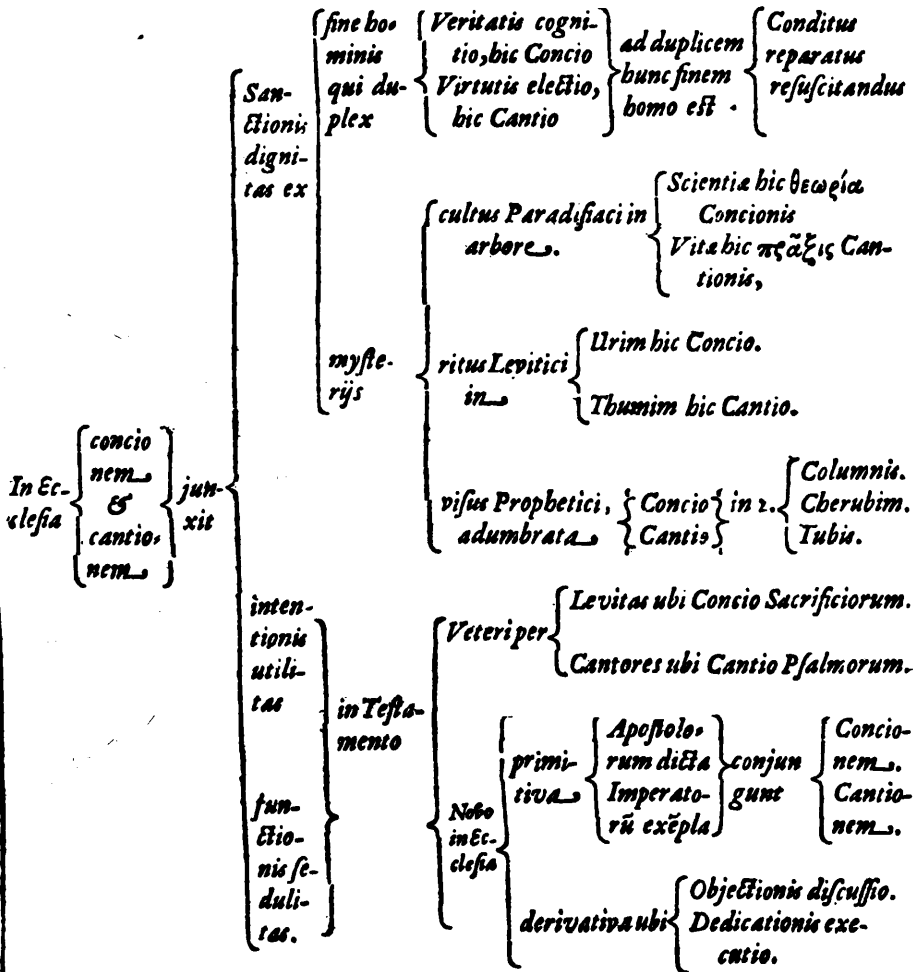 In Ec-
clesia
concio
nem
&
cantio-
nem
jun-
xit
San-
ctionis
digni-
tas ex
fine ho-
minis
qui du-
plex
Veritatis cogni-
tio, hic Concio
Virtutis electio,
hic Cantio
ad duplicem
hunc finem
homo est .
Conditus
reparatus
resuscitandus
myste-
rijs
cultus Paradisiaci in
arbore.
Scientiæ hic θεωρία
Concionis
Vitæ hic πρᾶξις Can-
tionis,
ritus Levitici
in
Urim hic Concio.
Thumim hic Cantio.
visus Prophetici,
adumbrata
Concio
Cantio
in 2.
Columnis.
Cherubim.
Tubis.
inten-
tionis
utili-
tas
fun-
ctio-
nis se-
duli-
tas.
in Testa-
mento
Veteri per
Levitas ubi Concio Sacrificiorum.
Cantores ubi Cantio Psalmorum.
Novo
in Ec-
clesia
primi-
tiva
Apostolo-
rum dicta
Imperato-
rũ exẽpla
conjun
gunt
Concio-
nem.
Cantio-
nem.
derivativa ubi
Objectionis discussio.
Dedicationis exe-
cutio.